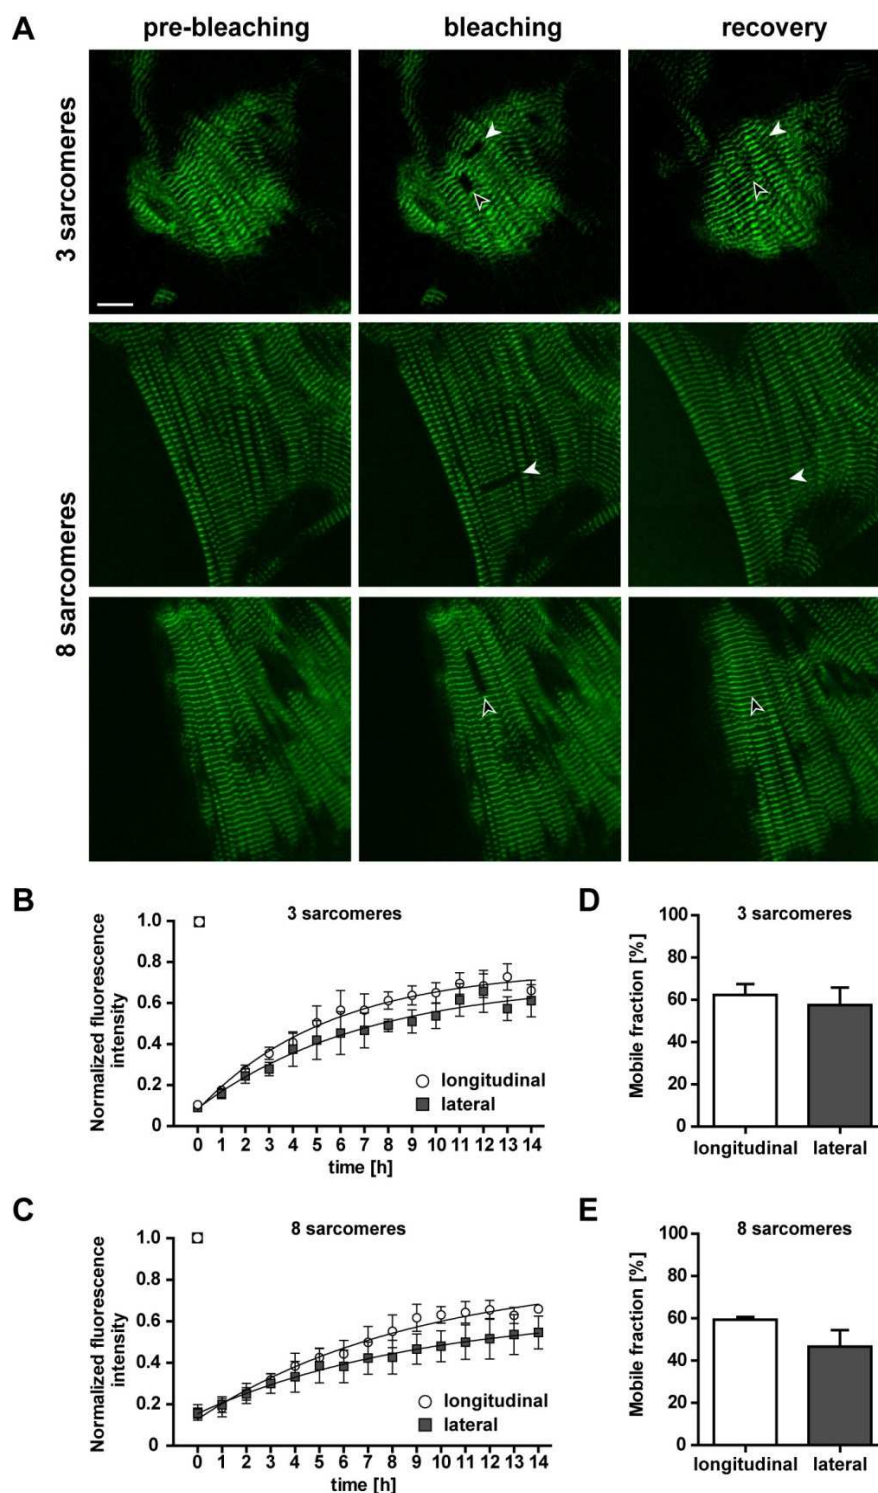 A
pre-bleaching bleaching recovery
3 sarcomeres
8 sarcomeres
B
3 sarcomeres
Normalized fluorescence
intensity
1.0
0.8
0.6
0.4
0.2
0
longitudinal
lateral
0 1 2 3 4 5 6 7 8 9 10 11 12 13 14
time [h]
D
3 sarcomeres
Mobile fraction [%]
100
80
60
40
20
0
longitudinal lateral
C
8 sarcomeres
Normalized fluorescence
intensity
1.0
0.8
0.6
0.4
0.2
0
longitudinal
lateral
0 1 2 3 4 5 6 7 8 9 10 11 12 13 14
time [h]
E
8 sarcomeres
Mobile fraction [%]
100
80
60
40
20
0
longitudinal lateral